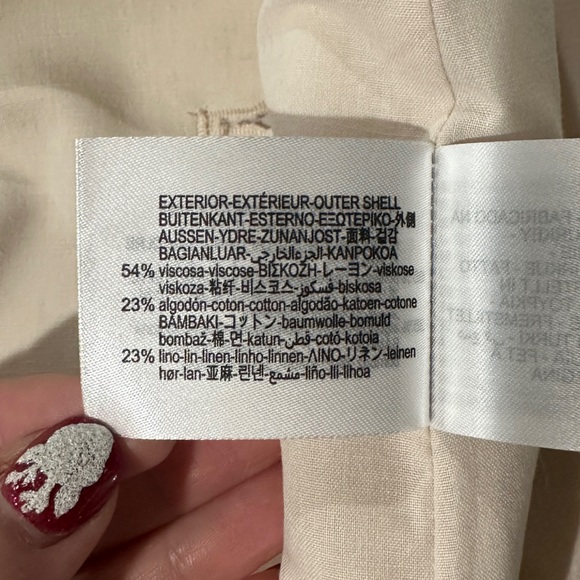 EXTERIOR-EXTÉRIEUR-OUTER SHELL
BUITENKANT-ESTERNO-ΕΞΩΤΕΡΙΚΟ-外側
AUSSEN-YDRE-ZUNANJOST-面料-겉감
BAGIANLUAR-الجزءالخارجي-KANPOKOA
54% viscosa-viscose-ΒΙΣΚΟΖΗ-レーヨン-viskose
viskoza-粘纤-비스코스-فسكوز-biskosa
23% algodón-coton-cotton-algodão-katoen-cotone
ΒΑΜΒΑΚΙ-コットン-baumwolle-bomuld
bombaž-棉-면-katun-قطن-cotó-kotoia
23% lino-lin-linen-linho-linnen-ΛΙΝΟ-リネン-leinen
hør-lan-亚麻-린넨-مشمع-liño-lli-lihoa